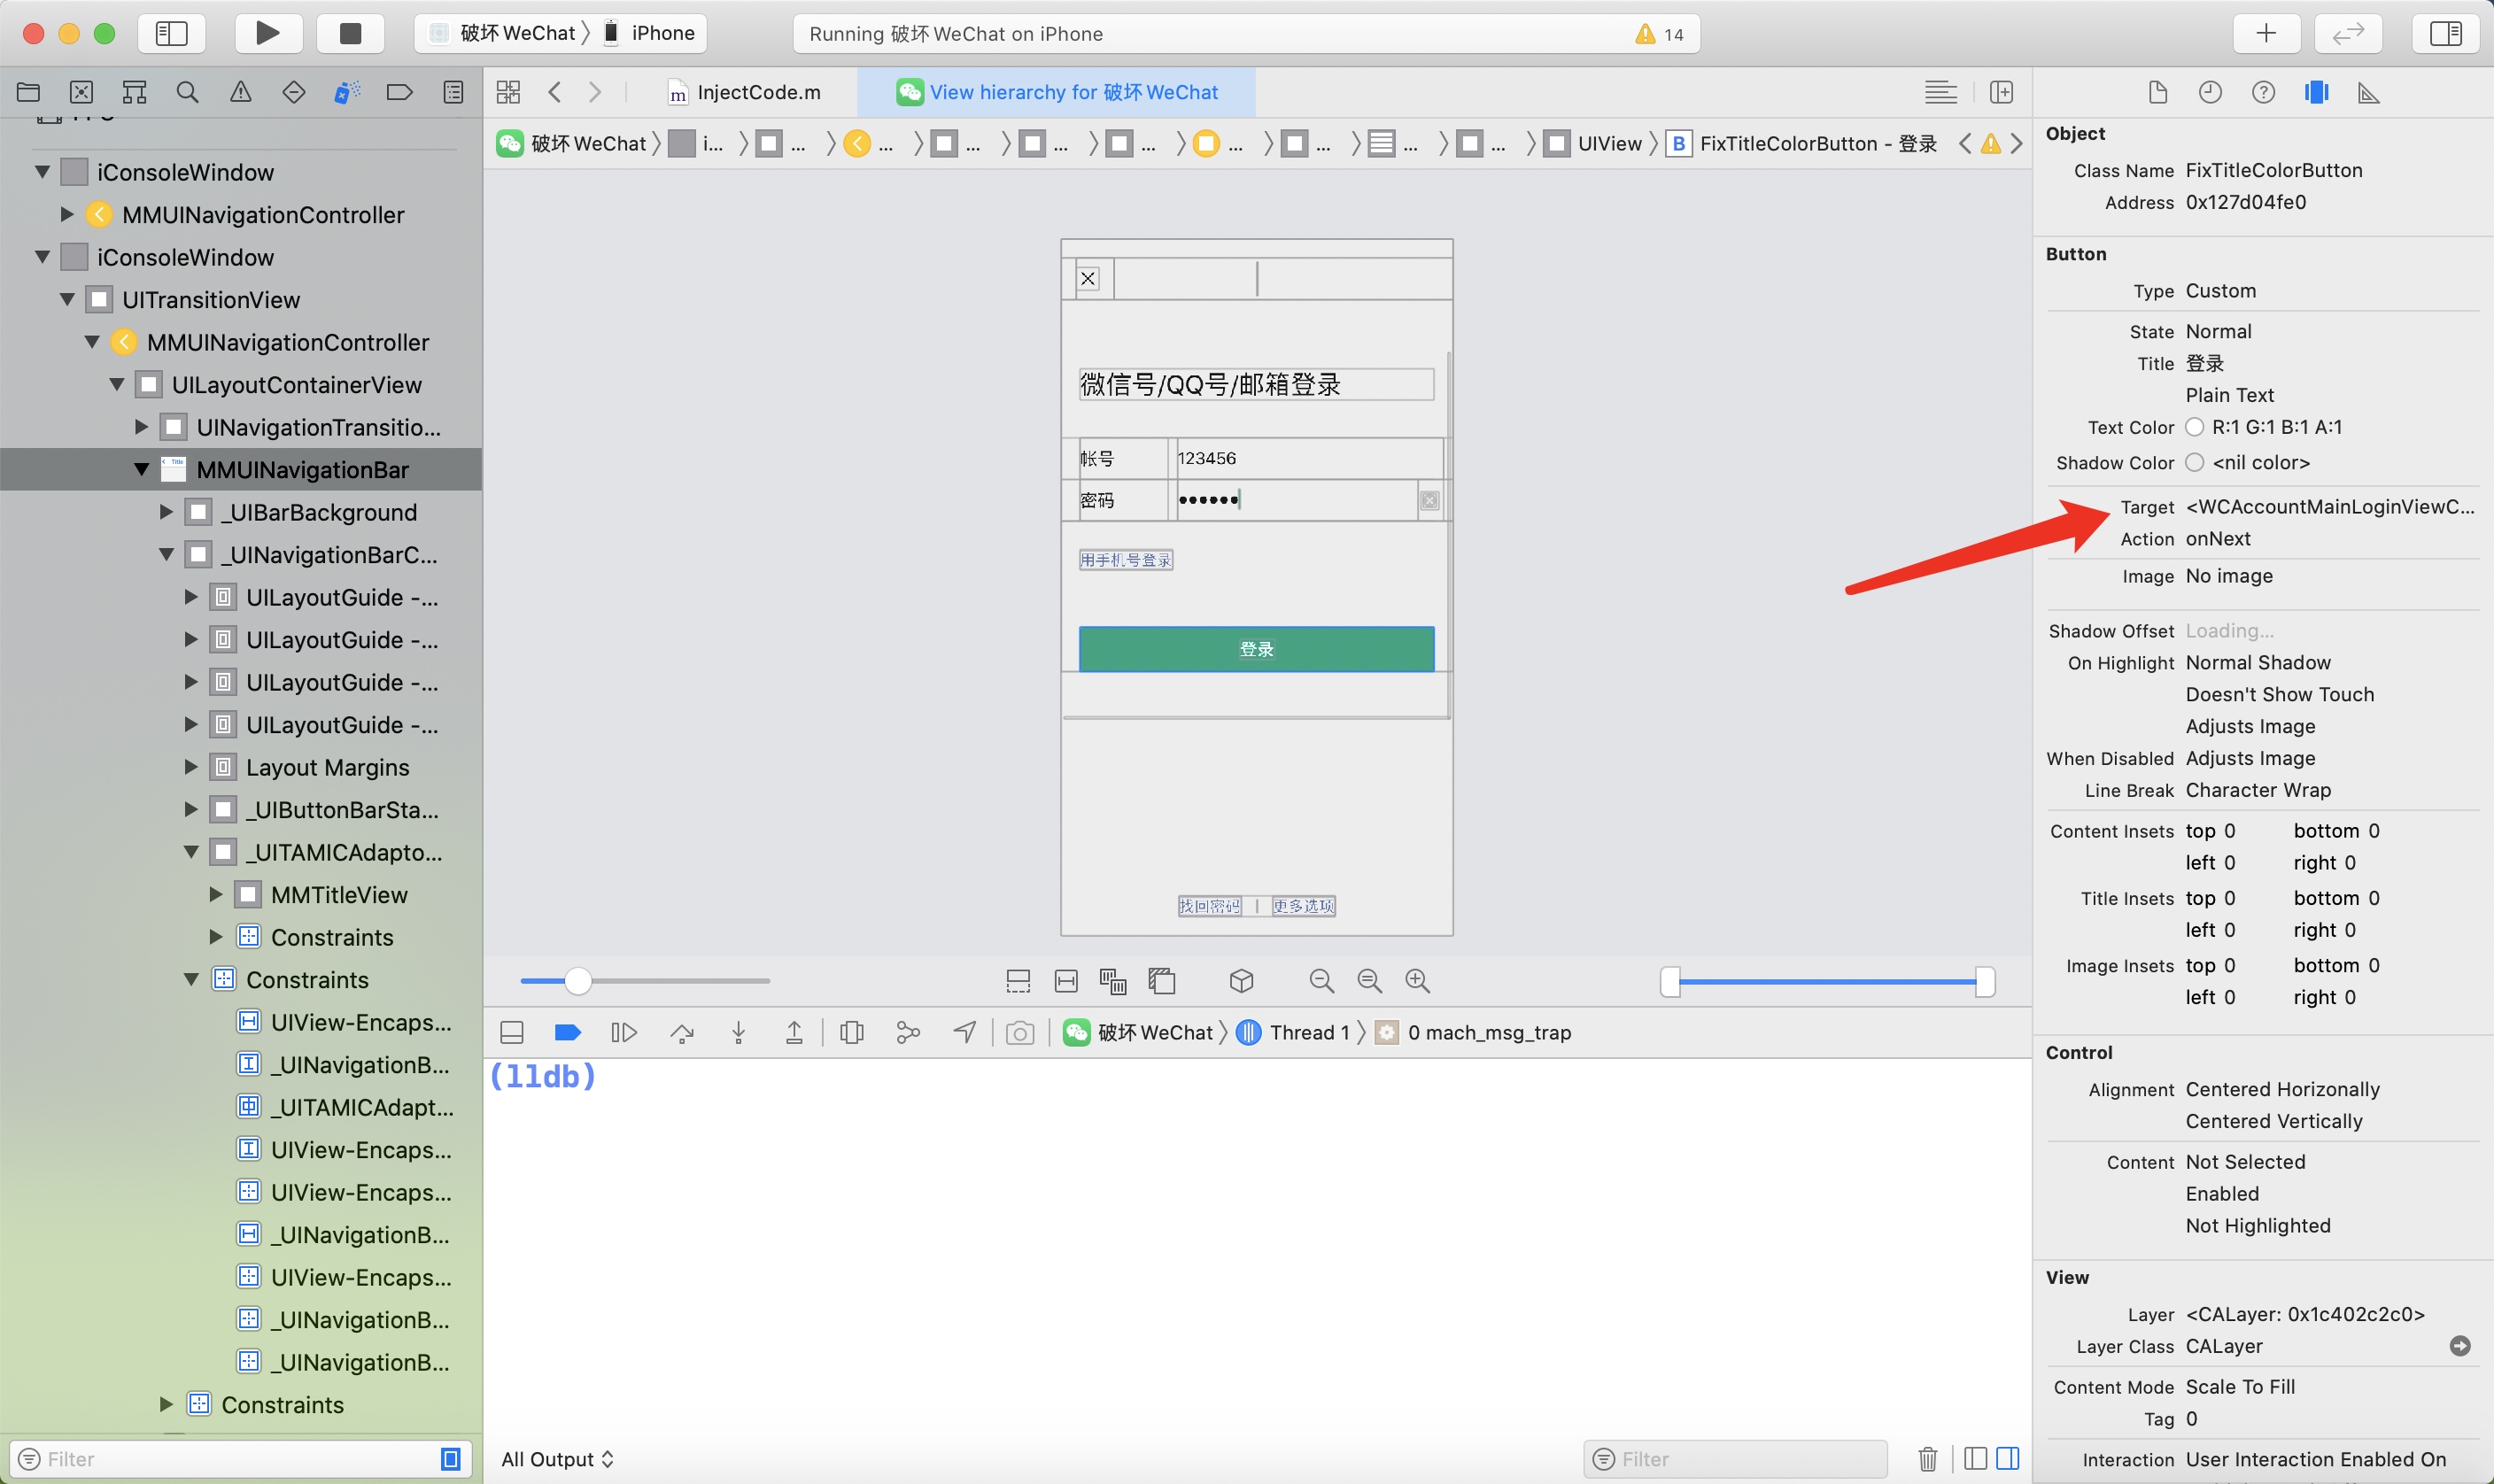 破坏 WeChat iPhone
Running 破坏 WeChat on iPhone
14
InjectCode.m
View hierarchy for 破坏 WeChat
破坏 WeChat i... ... ... ... ... ... ... ... ... ... UIView B FixTitleColorButton - 登录
iConsoleWindow
MMUINavigationController
iConsoleWindow
UITransitionView
MMUINavigationController
UILayoutContainerView
UINavigationTransitio...
MMUINavigationBar
_UIBarBackground
_UINavigationBarC...
UILayoutGuide -...
UILayoutGuide -...
UILayoutGuide -...
UILayoutGuide -...
Layout Margins
_UIButtonBarSta...
_UITAMICAdapto...
MMTitleView
Constraints
Constraints
UIView-Encaps...
_UINavigationB...
_UITAMICAdapt...
UIView-Encaps...
UIView-Encaps...
_UINavigationB...
UIView-Encaps...
_UINavigationB...
_UINavigationB...
Constraints
Filter
微信号/QQ号/邮箱登录
帐号 123456
密码 ••••••
用手机号登录
登录
找回密码 | 更多选项
破坏 WeChat Thread 1 0 mach_msg_trap
(lldb)
All Output
Filter
Object
Class Name FixTitleColorButton
Address 0x127d04fe0
Button
Type Custom
State Normal
Title 登录
Plain Text
Text Color R:1 G:1 B:1 A:1
Shadow Color <nil color>
Target <WCAccountMainLoginViewC...
Action onNext
Image No image
Shadow Offset Loading...
On Highlight Normal Shadow
Doesn't Show Touch
Adjusts Image
When Disabled Adjusts Image
Line Break Character Wrap
Content Insets top 0 bottom 0
left 0 right 0
Title Insets top 0 bottom 0
left 0 right 0
Image Insets top 0 bottom 0
left 0 right 0
Control
Alignment Centered Horizonally
Centered Vertically
Content Not Selected
Enabled
Not Highlighted
View
Layer <CALayer: 0x1c402c2c0>
Layer Class CALayer
Content Mode Scale To Fill
Tag 0
Interaction User Interaction Enabled On